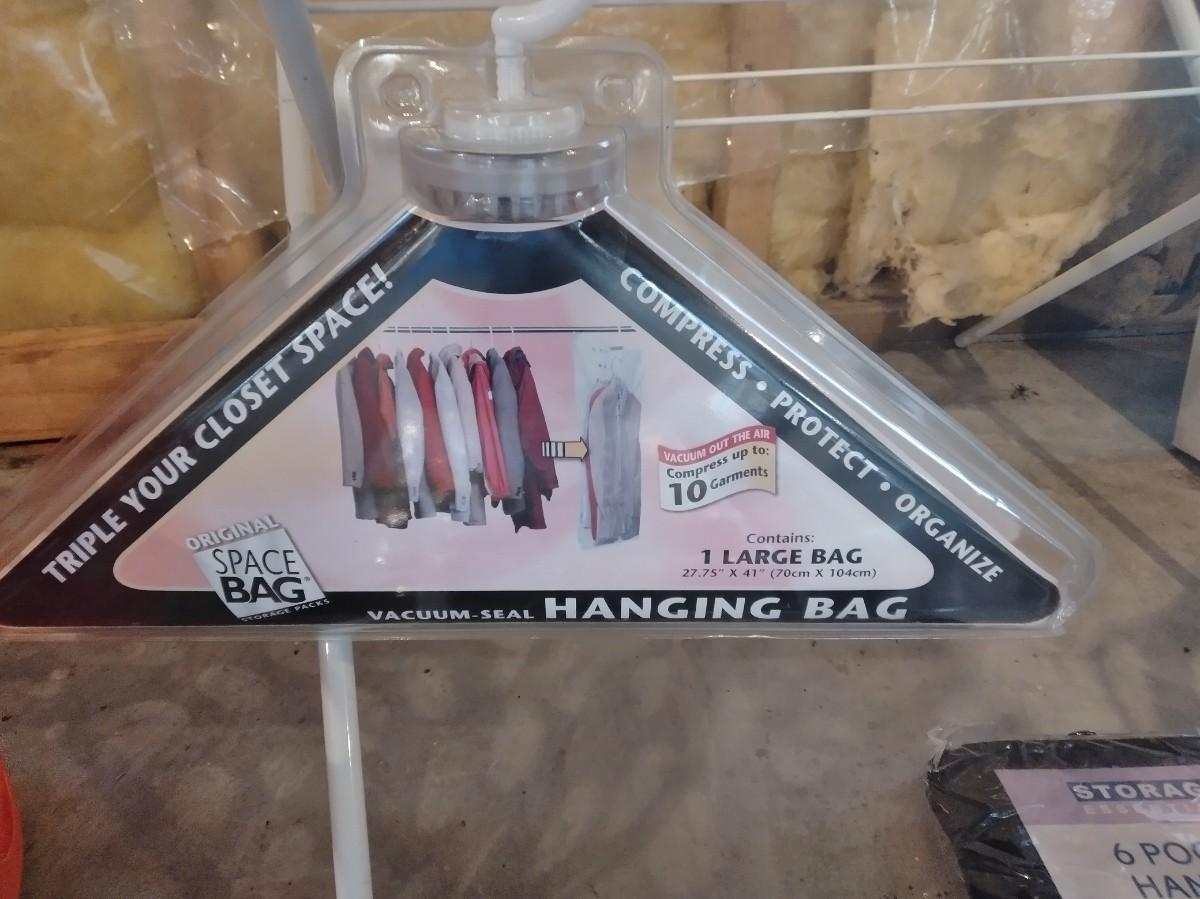 TRIPLE YOUR CLOSET SPACE!
COMPRESS • PROTECT • ORGANIZE
VACUUM OUT THE AIR
Compress up to:
10 Garments
Contains:
1 LARGE BAG
27.75" X 41" (70cm X 104cm)
ORIGINAL
SPACE
BAG®
STORAGE PACKS
VACUUM-SEAL HANGING BAG
STORAG
6 POC
HAN